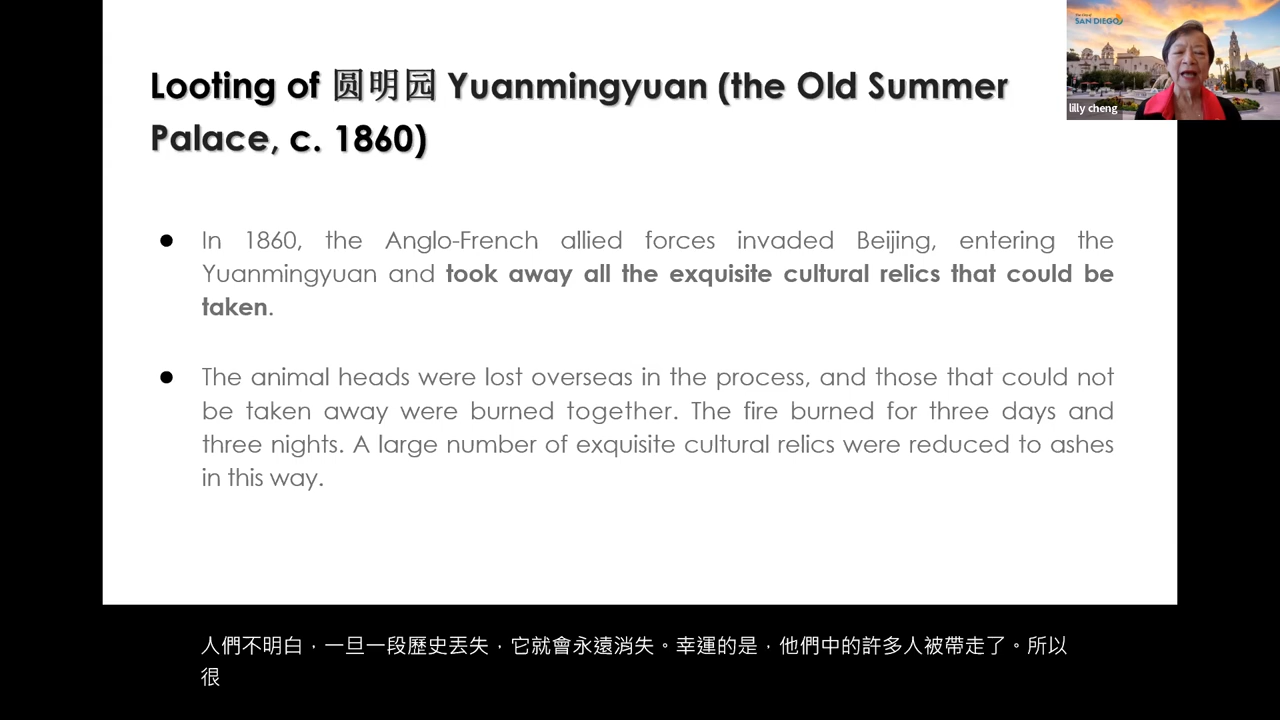 Looting of 圆明园 Yuanmingyuan (the Old Summer
Palace, c. 1860)
SAN DIEGO
lilly cheng
● In 1860, the Anglo-French allied forces invaded Beijing, entering the
Yuanmingyuan and took away all the exquisite cultural relics that could be
taken.
● The animal heads were lost overseas in the process, and those that could not
be taken away were burned together. The fire burned for three days and
three nights. A large number of exquisite cultural relics were reduced to ashes
in this way.
人們不明白，一旦一段歷史丟失，它就會永遠消失。幸運的是，他們中的許多人被帶走了。所以
很